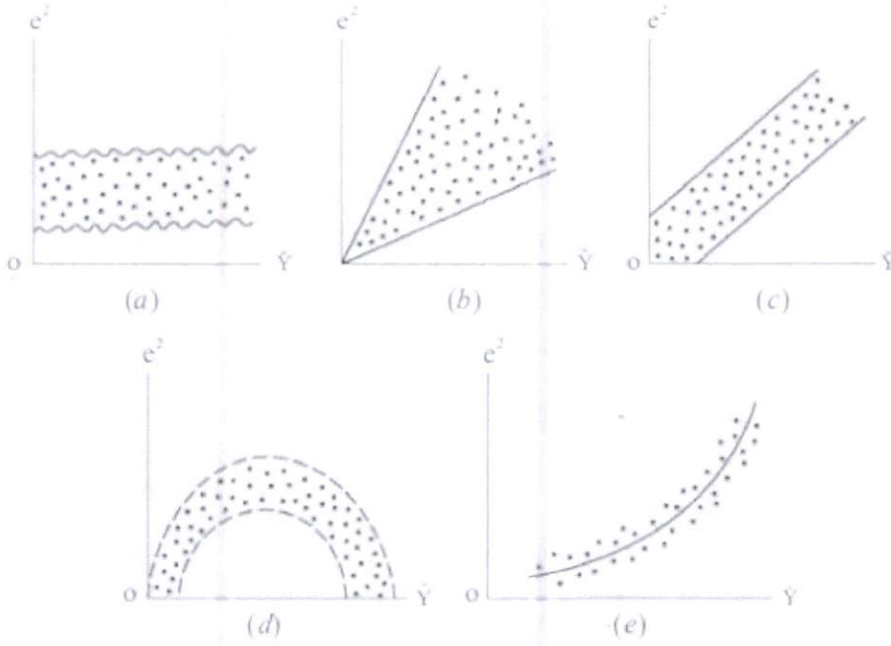 e²
e²
e²
O
Ŷ
O
Ŷ
O
Ŷ
(a)
(b)
(c)
e²
e²
O
Ŷ
O
Ŷ
(d)
(e)